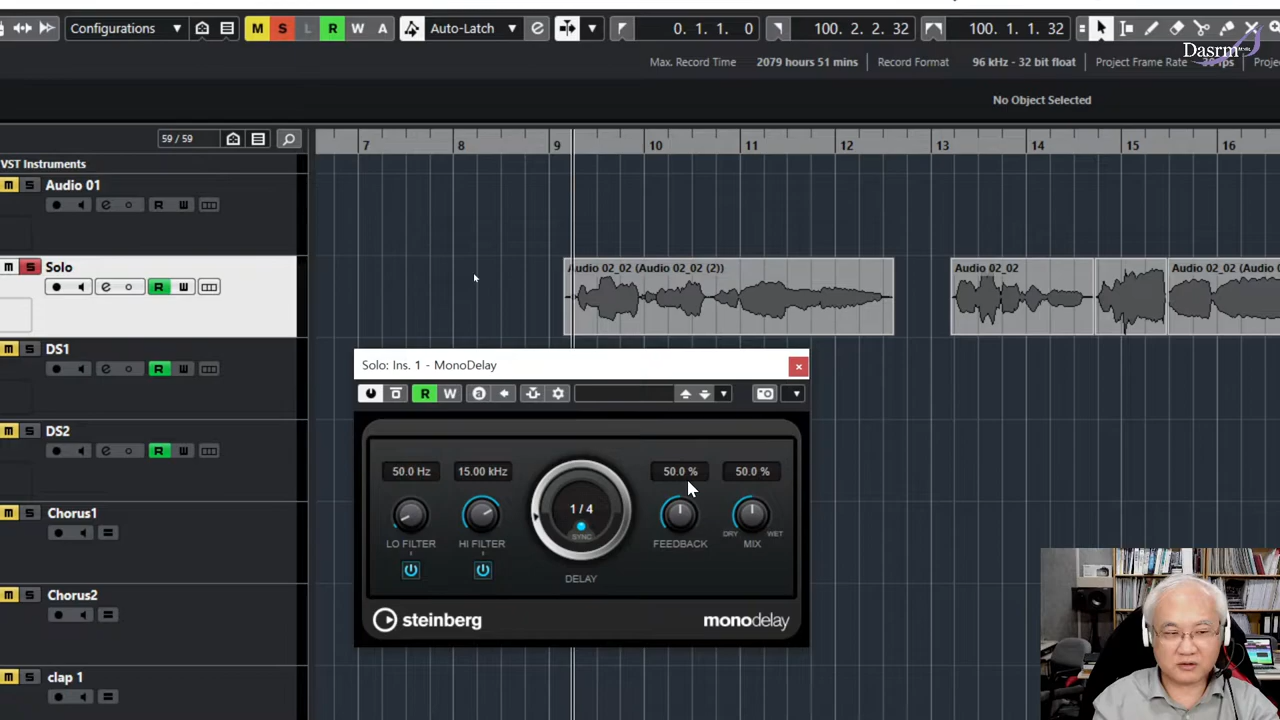 Configurations M S L R W A Auto-Latch 0. 1. 1. 0 100. 2. 2. 32 100. 1. 1. 32
Dasrm
Max. Record Time 2079 hours 51 mins Record Format 96 kHz - 32 bit float Project Frame Rate
No Object Selected
59 / 59
7 8 9 10 11 12 13 14 15 16
VST Instruments
m S Audio 01
R
m S Solo
R
Audio 02_02 (Audio 02_02 (2)) Audio 02_02 Audio 02_02 (Audio
m S DS1
R
m S DS2
R
m S Chorus1
m S Chorus2
m S clap 1
Solo: Ins. 1 - MonoDelay
R W
50.0 Hz 15.00 kHz 50.0 % 50.0 %
1 / 4
SYNC
DRY WET
LO FILTER HI FILTER FEEDBACK MIX
DELAY
steinberg monodelay